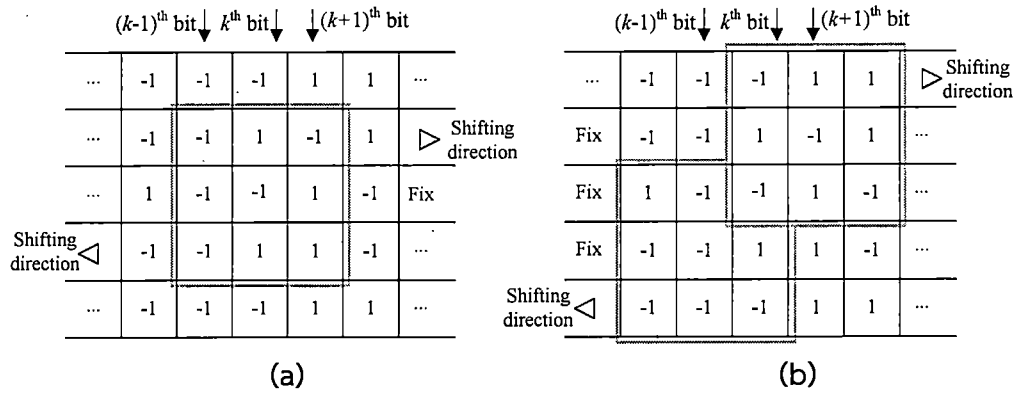 (k-1)th bit kth bit (k+1)th bit
... -1 -1 -1 1 1 ...
... -1 -1 1 -1 1 Shifting direction
... 1 -1 -1 1 -1 Fix
Shifting direction -1 -1 1 1 -1 ...
... -1 -1 -1 1 1 ...
(a)
(k-1)th bit kth bit (k+1)th bit
... -1 -1 -1 1 1 Shifting direction
Fix -1 -1 1 -1 1 ...
Fix 1 -1 -1 1 -1 ...
Fix -1 -1 1 1 -1 ...
Shifting direction -1 -1 -1 1 1 ...
(b)